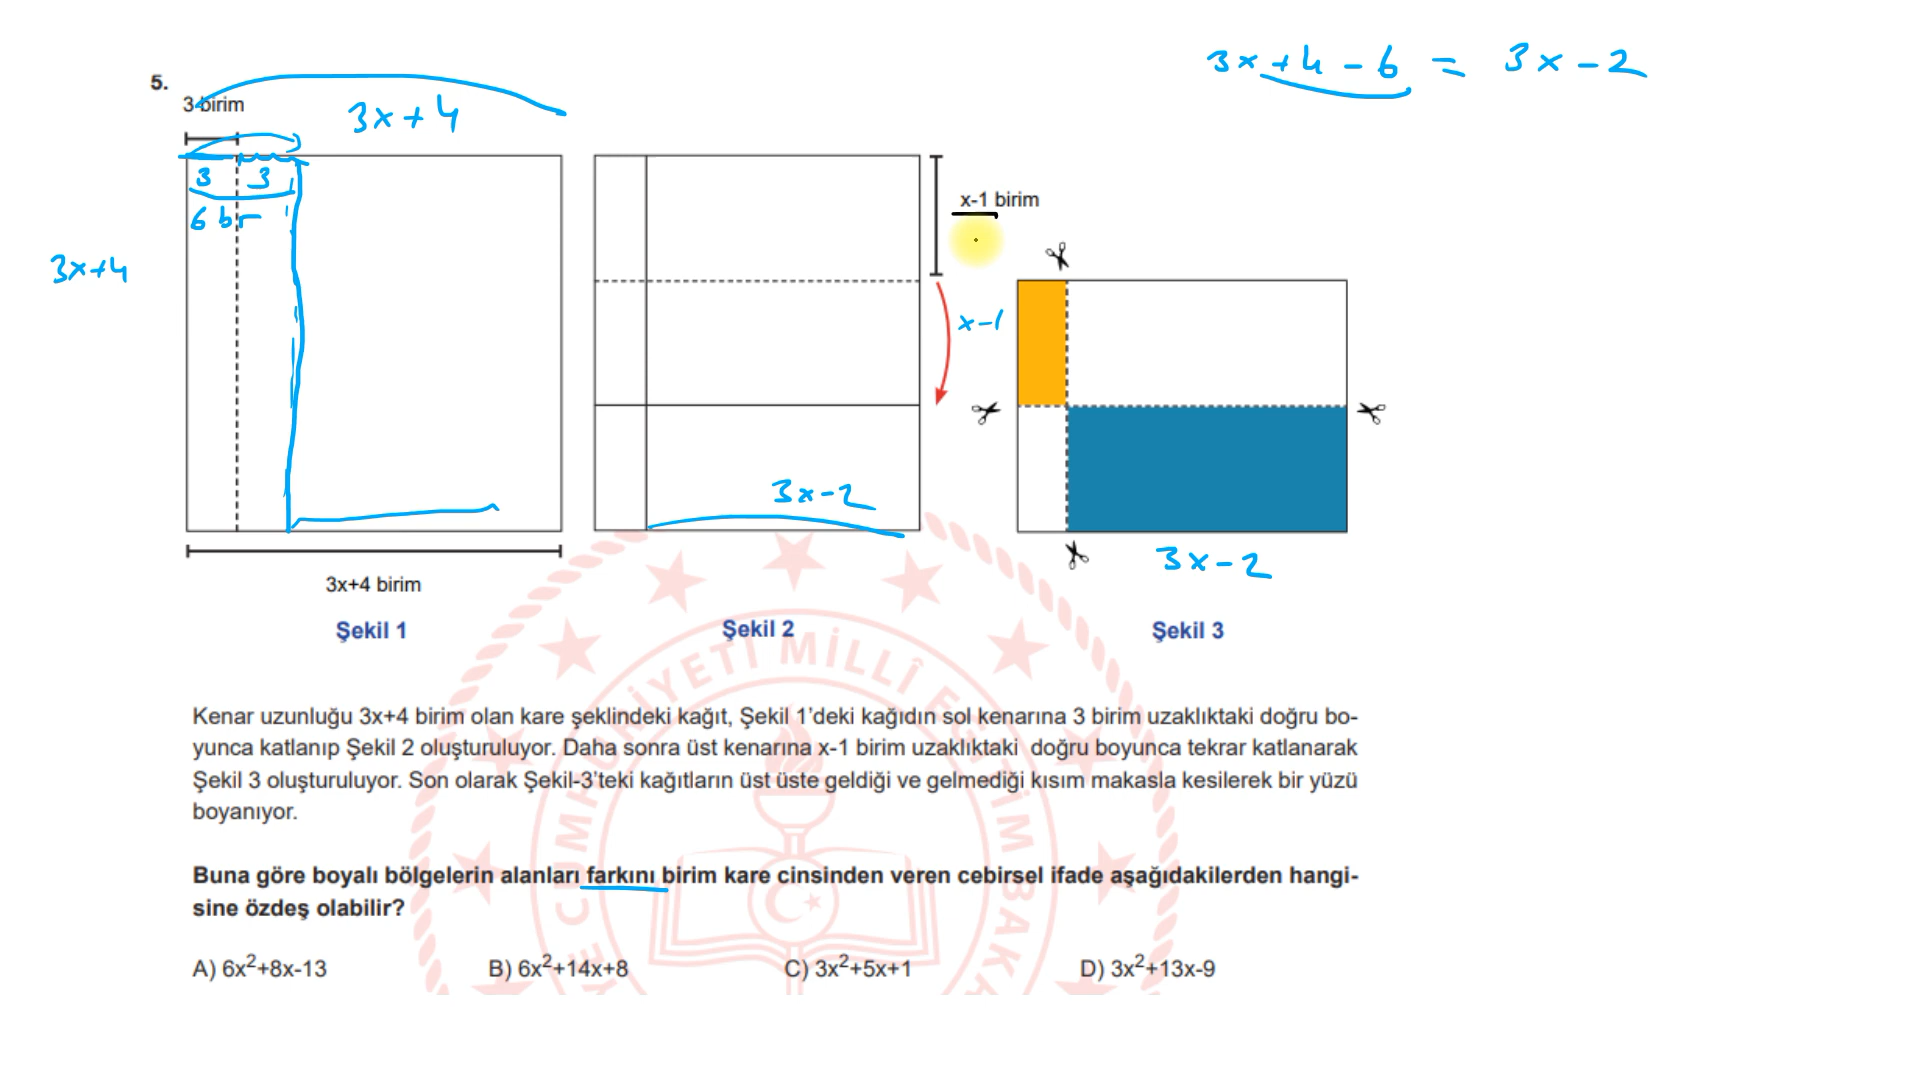 3x+4-6 = 3x-2
5.
3 birim
3x+4
3 3
6 br
3x+4
x-1 birim
x-1
3x-2
3x-2
3x+4 birim
Şekil 1
Şekil 2
Şekil 3
Kenar uzunluğu 3x+4 birim olan kare şeklindeki kağıt, Şekil 1'deki kağıdın sol kenarına 3 birim uzaklıktaki doğru bo-
yunca katlanıp Şekil 2 oluşturuluyor. Daha sonra üst kenarına x-1 birim uzaklıktaki doğru boyunca tekrar katlanarak
Şekil 3 oluşturuluyor. Son olarak Şekil-3'teki kağıtların üst üste geldiği ve gelmediği kısım makasla kesilerek bir yüzü
boyanıyor.
Buna göre boyalı bölgelerin alanları farkını birim kare cinsinden veren cebirsel ifade aşağıdakilerden hangi-
sine özdeş olabilir?
A) 6x²+8x-13
B) 6x²+14x+8
C) 3x²+5x+1
D) 3x²+13x-9